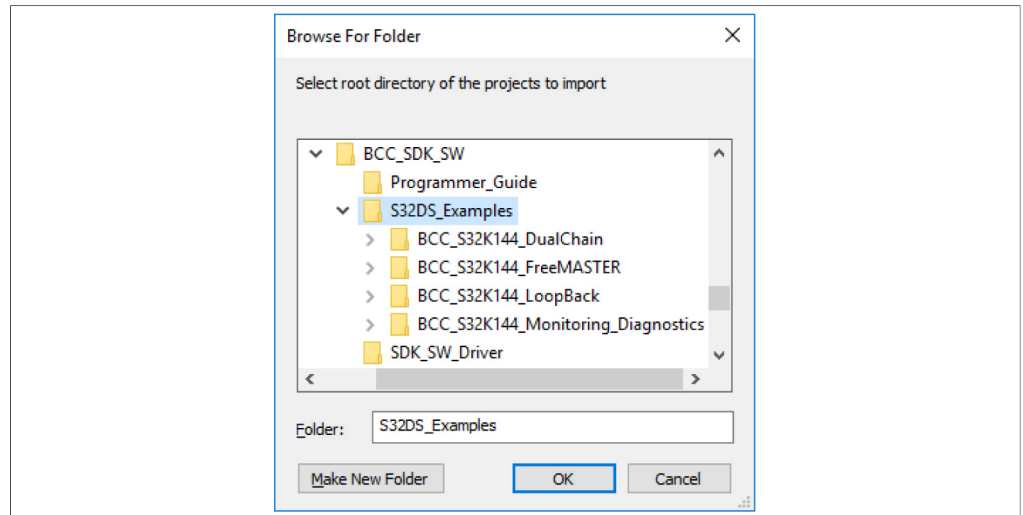 Browse For Folder
Select root directory of the projects to import
BCC_SDK_SW
Programmer_Guide
S32DS_Examples
BCC_S32K144_DualChain
BCC_S32K144_FreeMASTER
BCC_S32K144_LoopBack
BCC_S32K144_Monitoring_Diagnostics
SDK_SW_Driver
Folder: S32DS_Examples
Make New Folder OK Cancel